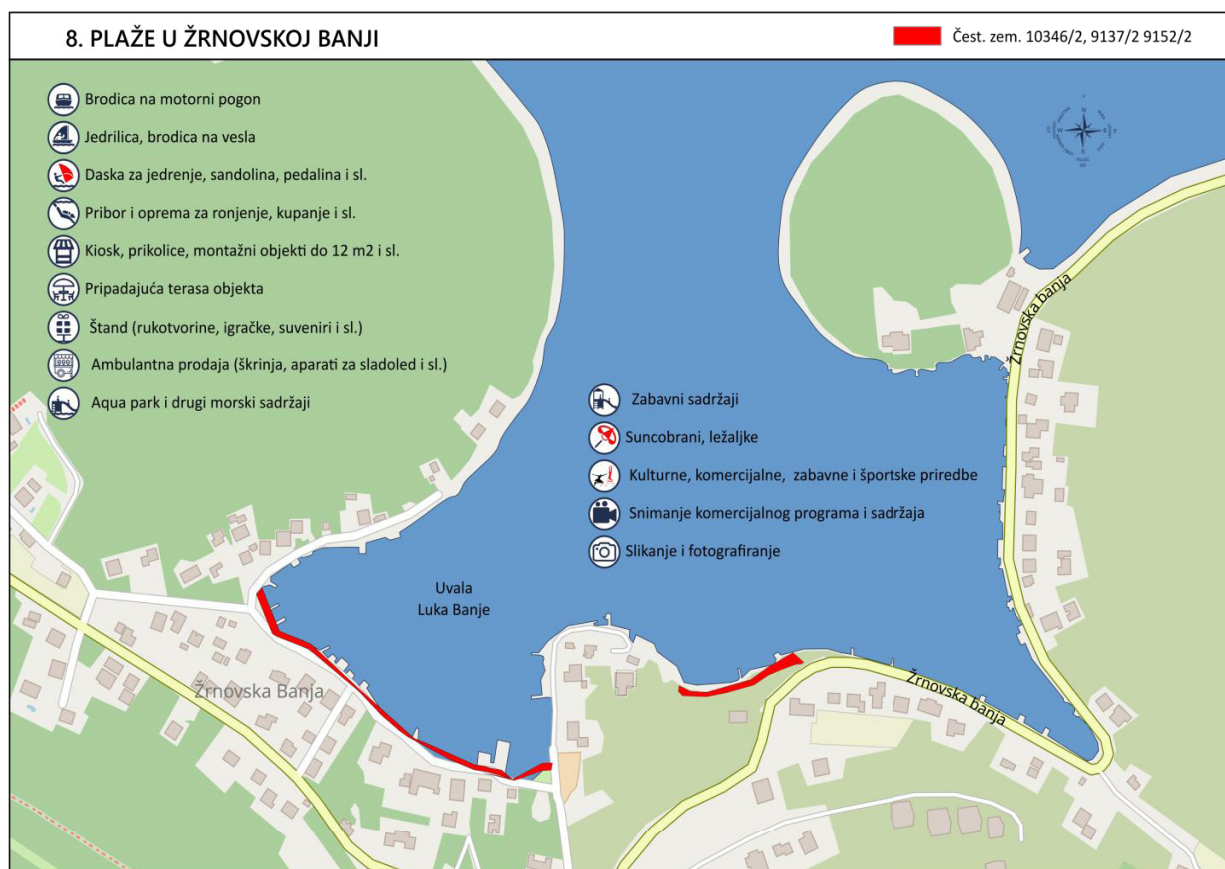 8. PLAŽE U ŽRNOVSKOJ BANJI
Čest. zem. 10346/2, 9137/2 9152/2
Brodica na motorni pogon
Jedrilica, brodica na vesla
Daska za jedrenje, sandolina, pedalina i sl.
Pribor i oprema za ronjenje, kupanje i sl.
Kiosk, prikolice, montažni objekti do 12 m2 i sl.
Pripadajuća terasa objekta
Štand (rukotvorine, igračke, suveniri i sl.)
Ambulantna prodaja (škrinja, aparati za sladoled i sl.)
Aqua park i drugi morski sadržaji
Zabavni sadržaji
Suncobrani, ležaljke
Kulturne, komercijalne, zabavne i športske priredbe
Snimanje komercijalnog programa i sadržaja
Slikanje i fotografiranje
N
W E
S
Žrnovska banja
Uvala
Luka Banje
Žrnovska Banja
Žrnovska banja